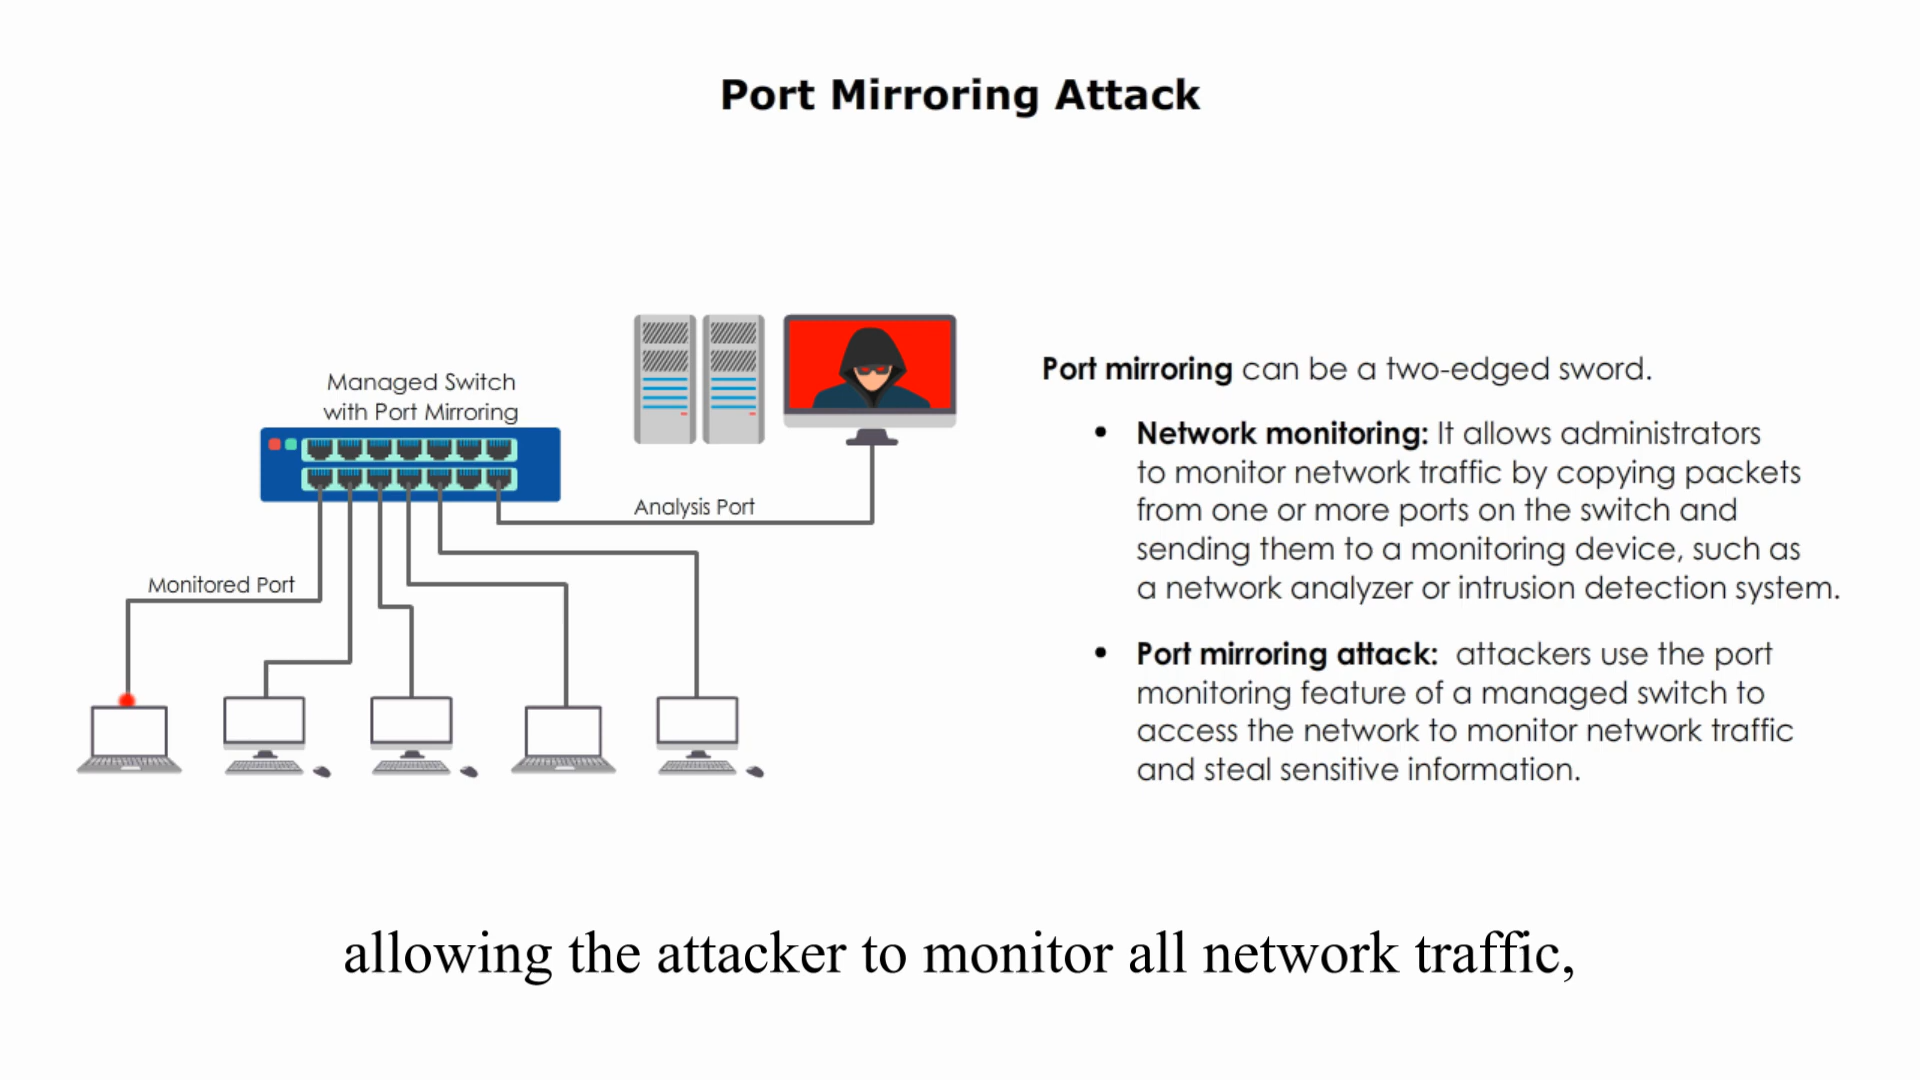 Port Mirroring Attack
Managed Switch
with Port Mirroring
Analysis Port
Monitored Port
Port mirroring can be a two-edged sword.
• Network monitoring: It allows administrators
to monitor network traffic by copying packets
from one or more ports on the switch and
sending them to a monitoring device, such as
a network analyzer or intrusion detection system.
• Port mirroring attack: attackers use the port
monitoring feature of a managed switch to
access the network to monitor network traffic
and steal sensitive information.
allowing the attacker to monitor all network traffic,